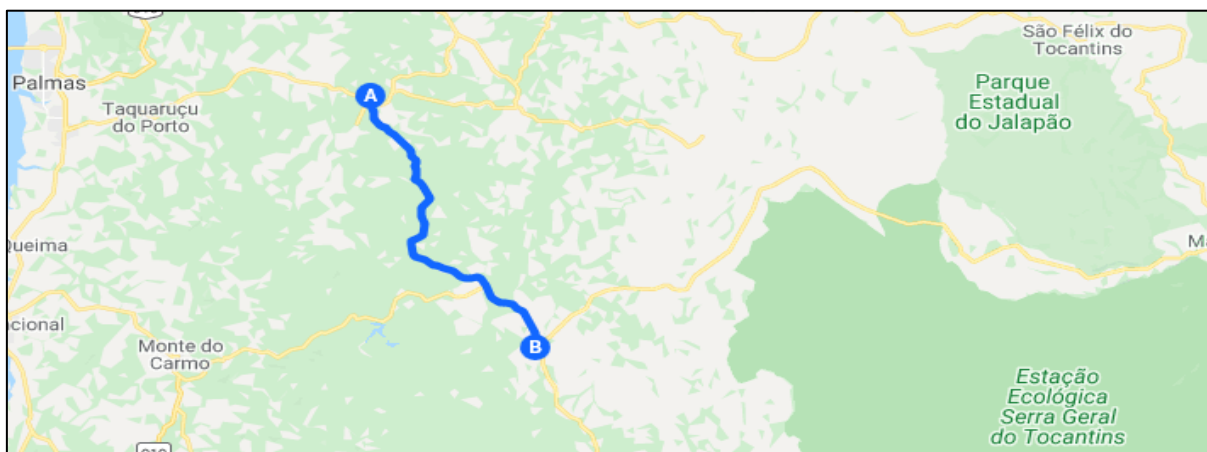 São Félix do
Tocantins
Palmas
A
Parque
Estadual
do Jalapão
Taquaruçu
do Porto
Queima
Ma
B
acional
Monte do
Carmo
Estação
Ecológica
Serra Geral
do Tocantins